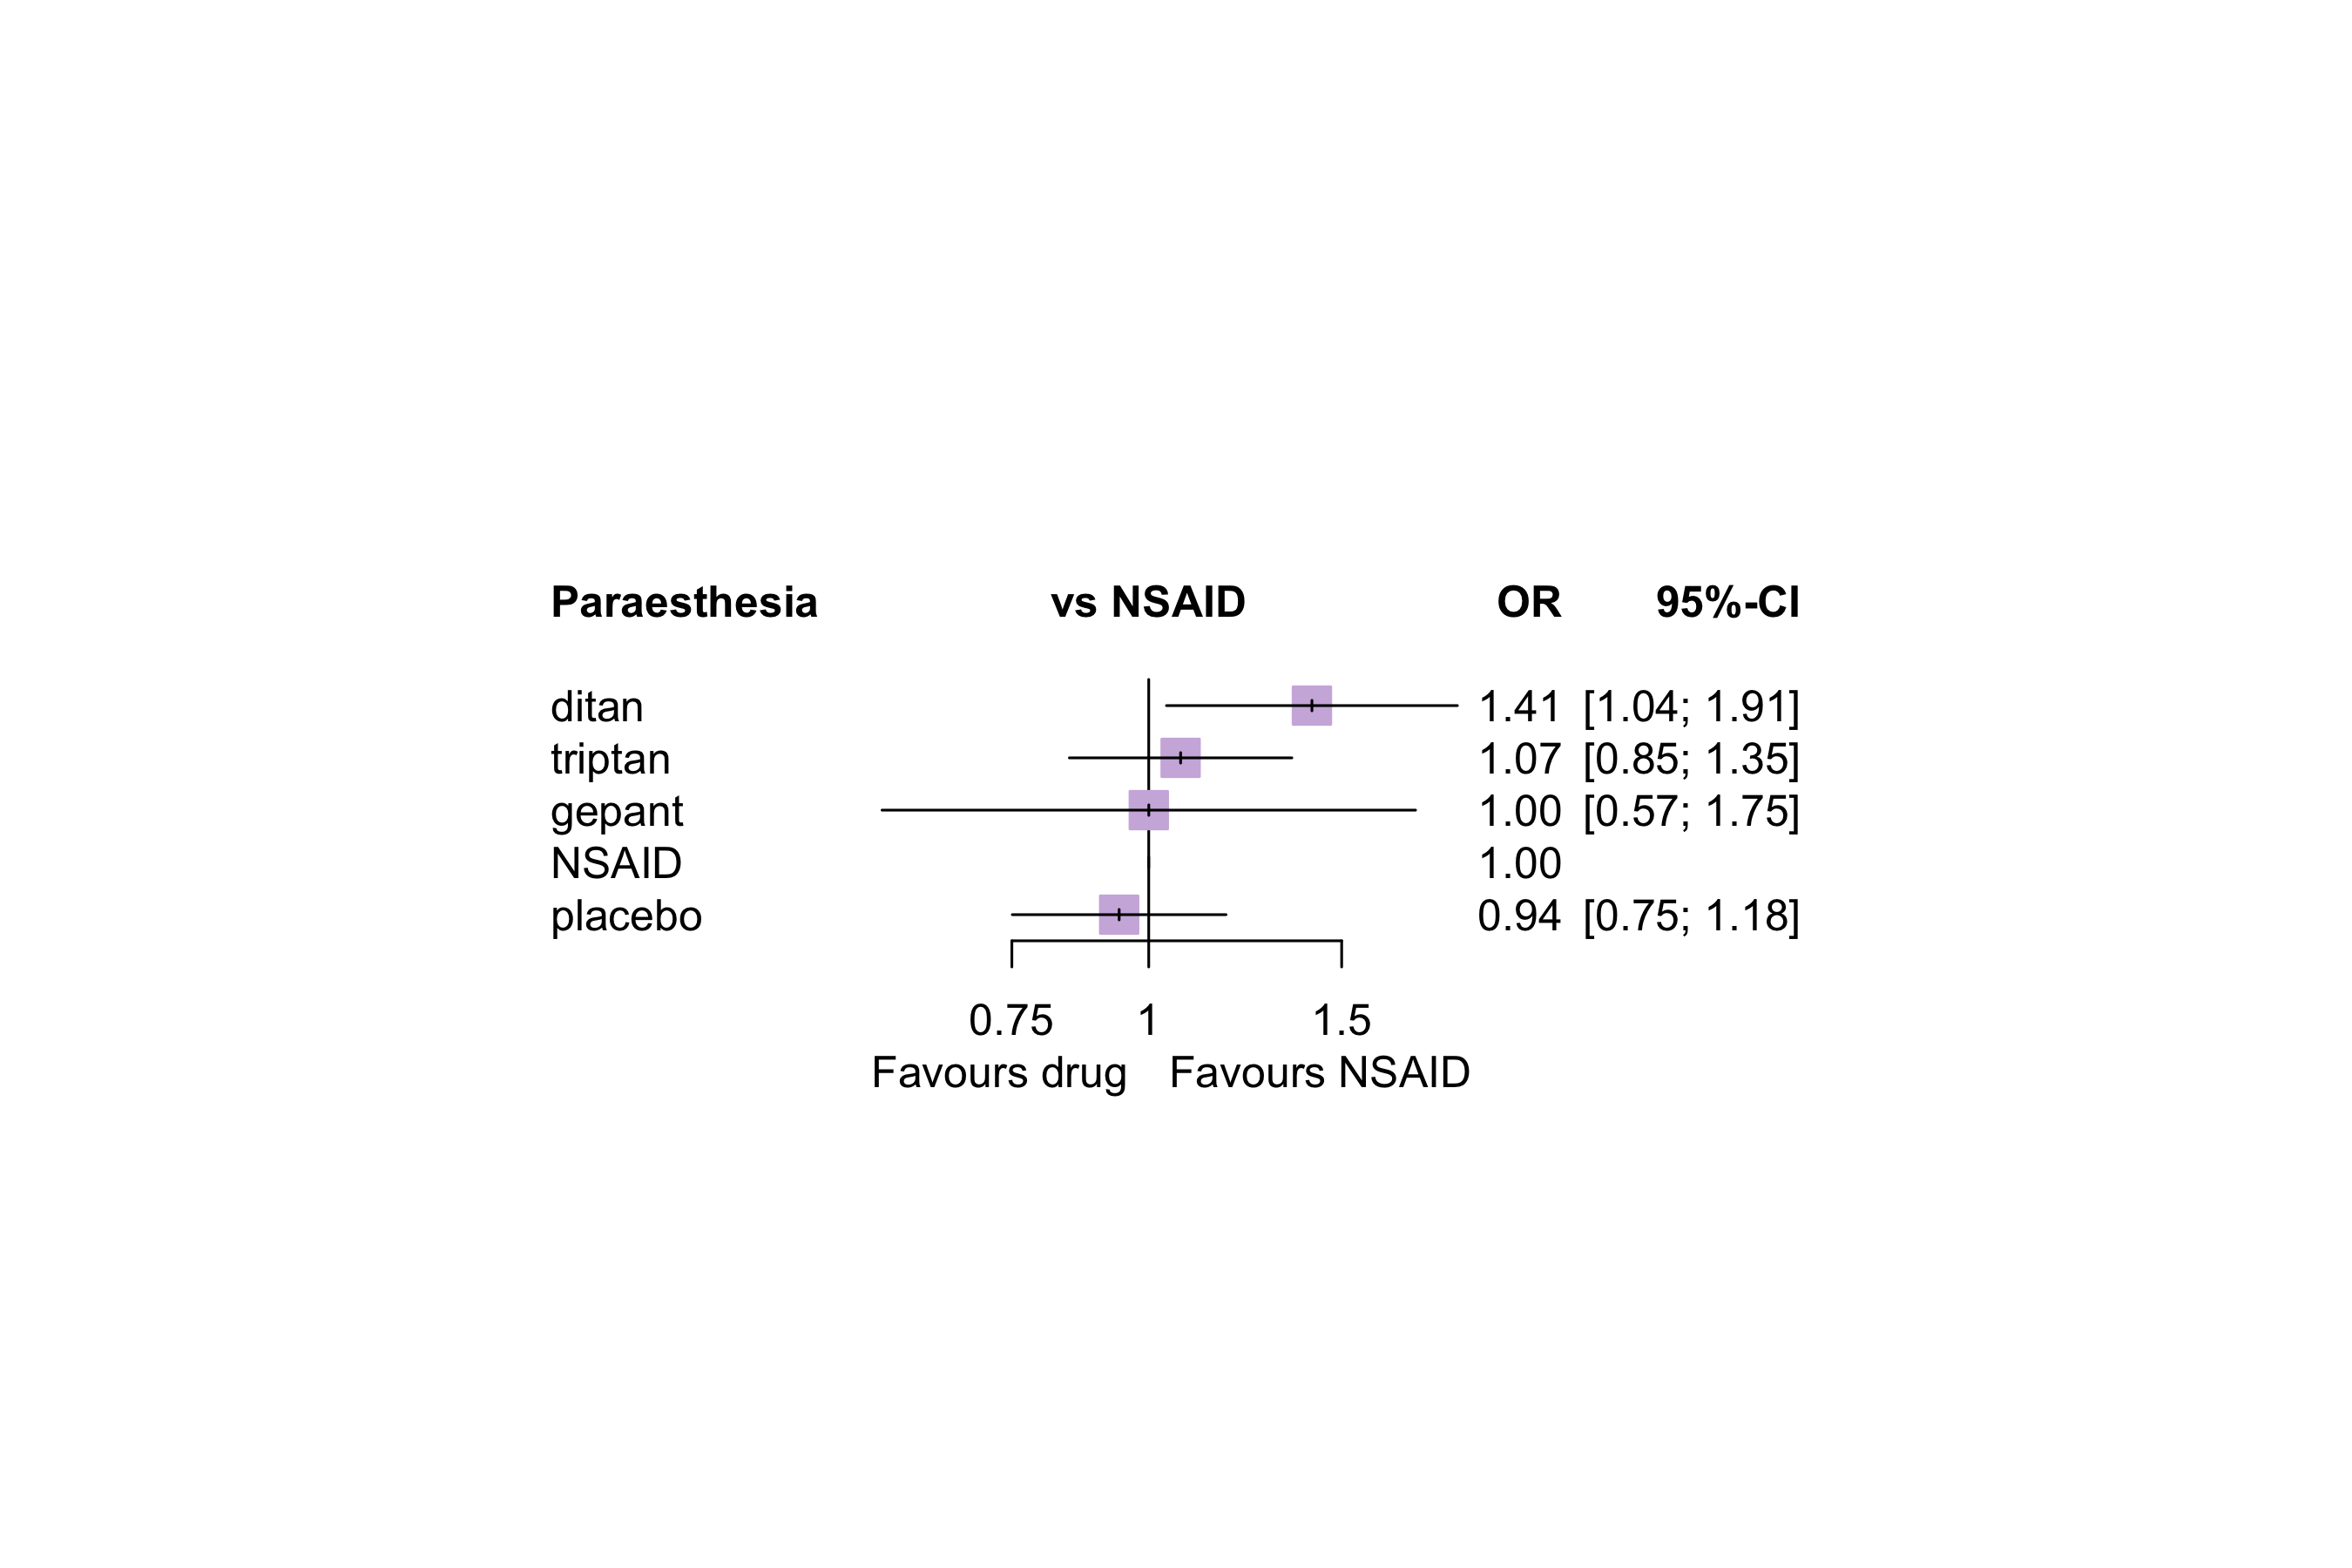 Paraesthesia vs NSAID OR 95%-CI
ditan 1.41 [1.04; 1.91]
triptan 1.07 [0.85; 1.35]
gepant 1.00 [0.57; 1.75]
NSAID 1.00
placebo 0.94 [0.75; 1.18]
0.75 1 1.5
Favours drug Favours NSAID